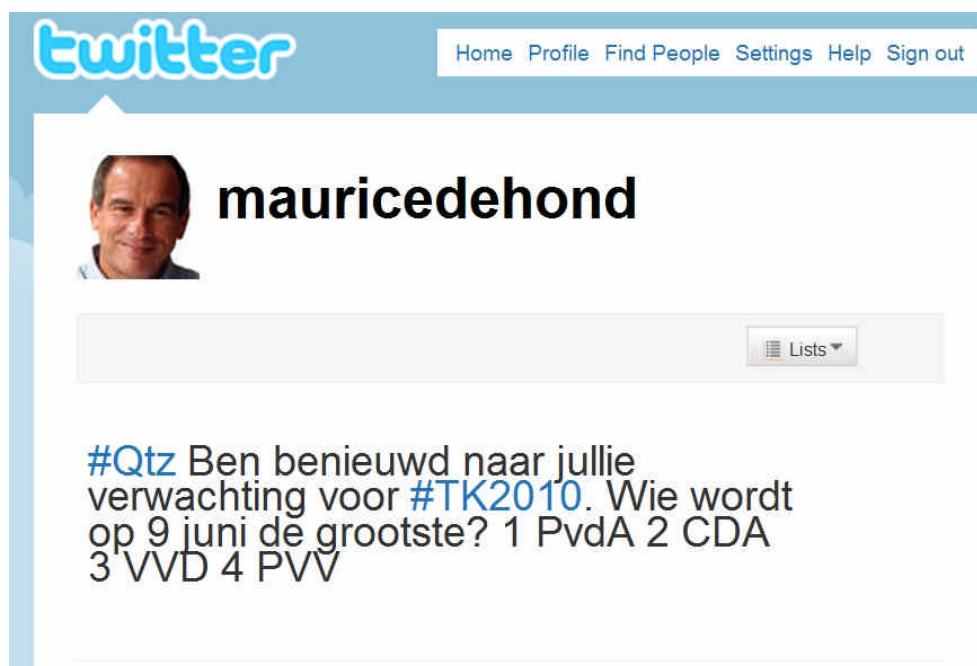 twitter
Home Profile Find People Settings Help Sign out
mauricedehond
Lists
#Qtz Ben benieuwd naar jullie
verwachting voor #TK2010. Wie wordt
op 9 juni de grootste? 1 PvdA 2 CDA
3 VVD 4 PVV